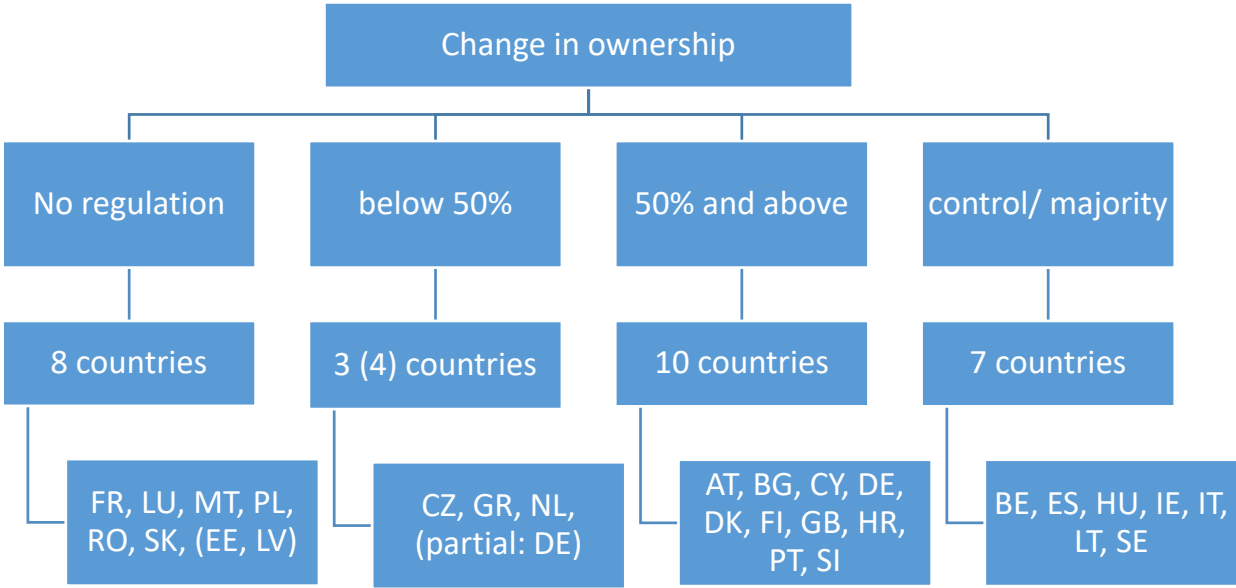 Change in ownership
No regulation
below 50%
50% and above
control/ majority
8 countries
3 (4) countries
10 countries
7 countries
FR, LU, MT, PL,
RO, SK, (EE, LV)
CZ, GR, NL,
(partial: DE)
AT, BG, CY, DE,
DK, FI, GB, HR,
PT, SI
BE, ES, HU, IE, IT,
LT, SE